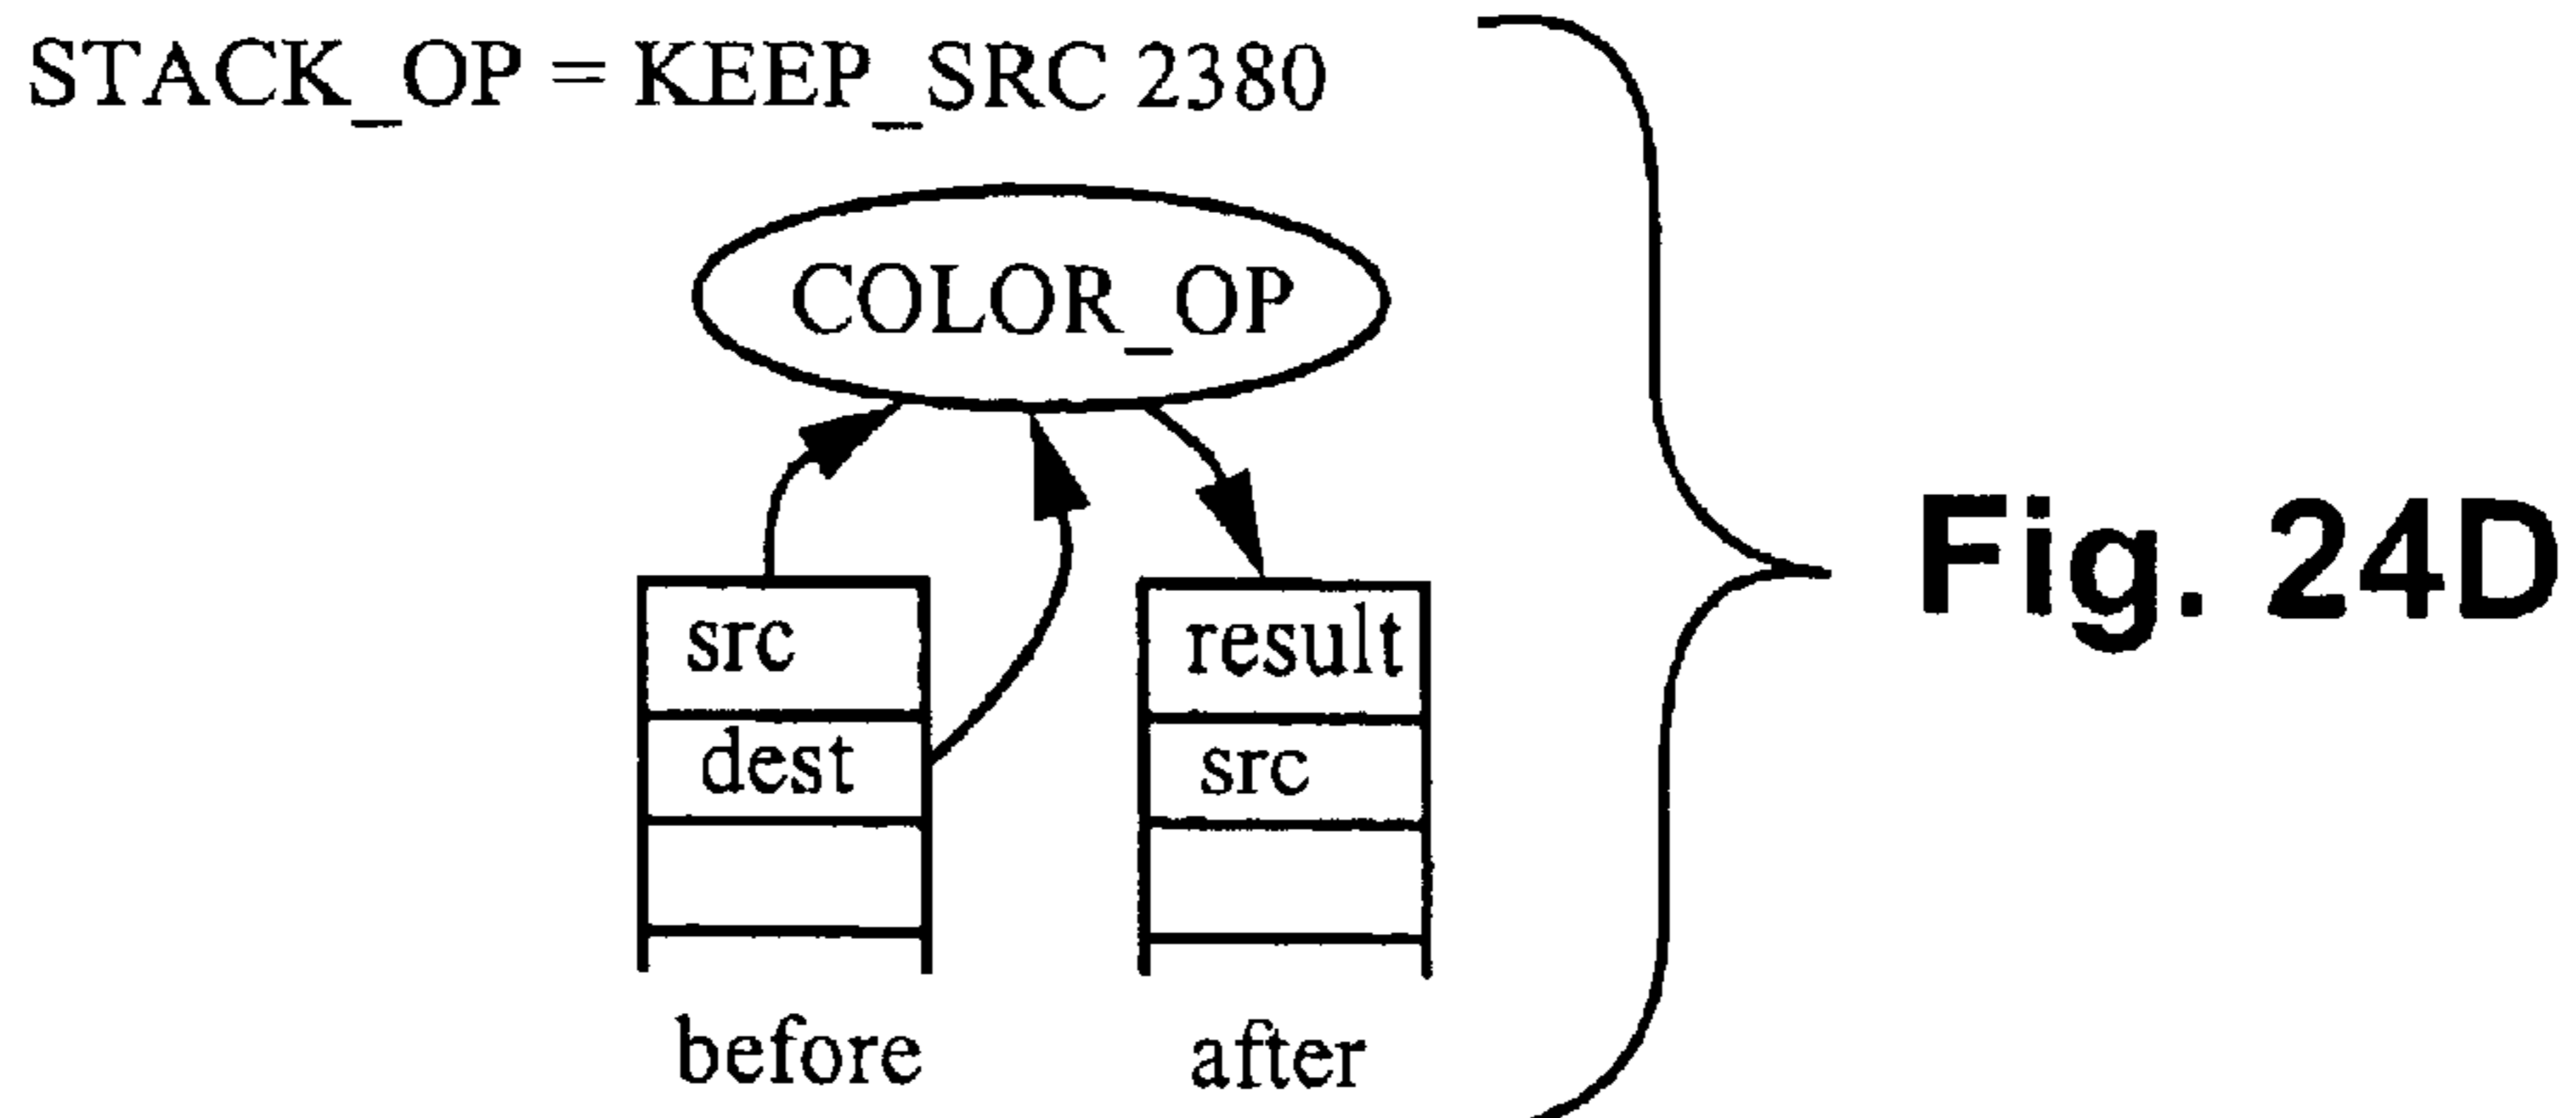 STACK_OP = KEEP_SRC 2380
COLOR_OP
src
result
dest
src
before
after
Fig. 24D